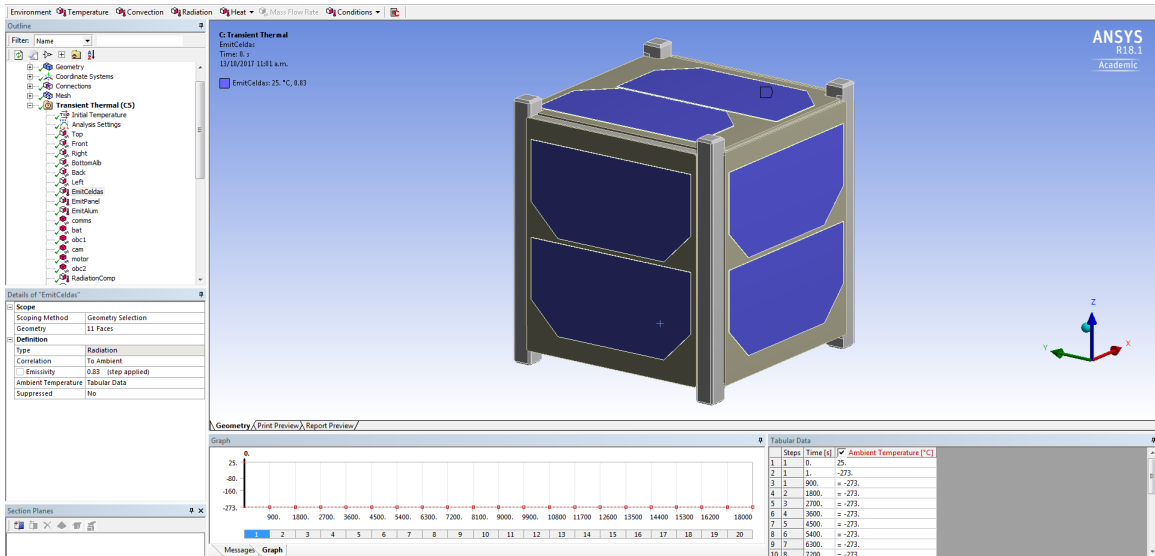 Environment Temperature Convection Radiation Heat Mass Flow Rate Conditions
Outline
Filter: Name
Geometry
Coordinate Systems
Connections
Mesh
Transient Thermal (C5)
Initial Temperature
Analysis Settings
Top
Front
Right
BottomAlb
Back
Left
EmitCeldas
EmitPanel
EmitAlum
comms
bat
obc1
cam
motor
obc2
RadiationComp
Details of "EmitCeldas"
Scope
Scoping Method Geometry Selection
Geometry 11 Faces
Definition
Type Radiation
Correlation To Ambient
Emissivity 0.83 (step applied)
Ambient Temperature Tabular Data
Suppressed No
Section Planes
C: Transient Thermal
EmitCeldas
Time: 0. s
13/10/2017 11:01 a.m.
EmitCeldas: 25. °C, 0.83
ANSYS
R18.1
Academic
Z
Y
X
Geometry Print Preview Report Preview
Graph
0.
25.
-80.
-160.
-273.
900. 1800. 2700. 3600. 4500. 5400. 6300. 7200. 8100. 9000. 9900. 10800 11700 12600 13500 14400 15300 16200 18000
1 2 3 4 5 6 7 8 9 10 11 12 13 14 15 16 17 18 19 20
Messages Graph
Tabular Data
Steps Time [s] Ambient Temperature [°C]
1 1 0. 25.
2 1 1. -273.
3 1 900. = -273.
4 2 1800. = -273.
5 3 2700. = -273.
6 4 3600. = -273.
7 5 4500. = -273.
8 6 5400. = -273.
9 7 6300. = -273.
10 8 7200. = -273.